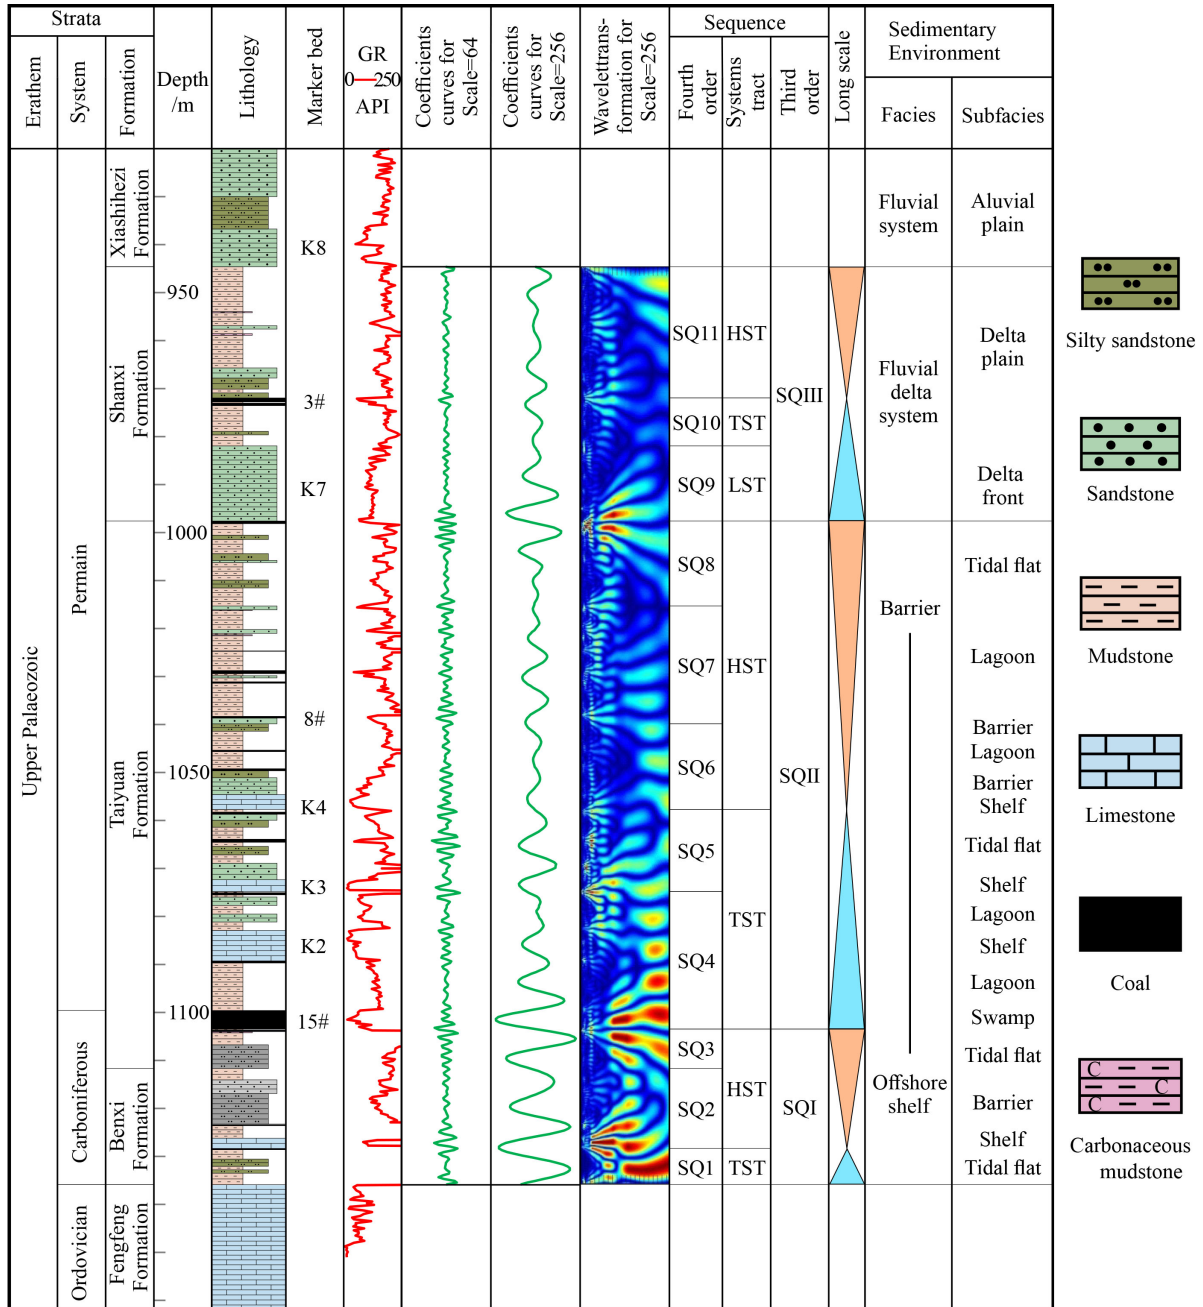 Strata
Erathem
System
Formation
Depth
/m
Lithology
Marker bed
GR
0
250
API
Coefficients
curves for
Scale=64
Coefficients
curves for
Scale=256
Wavelettrans-
formation for
Scale=256
Sequence
Fourth
order
Systems
tract
Third
order
Long scale
Sedimentary
Environment
Facies
Subfacies
Upper Palaeozoic
Permain
Carboniferous
Ordovician
Xiashihezi
Formation
Shanxi
Formation
Taiyuan
Formation
Benxi
Formation
Fengfeng
Formation
950
1000
1050
1100
K8
3#
K7
8#
K4
K3
K2
15#
SQ11
SQ10
SQ9
SQ8
SQ7
SQ6
SQ5
SQ4
SQ3
SQ2
SQ1
HST
TST
LST
HST
TST
HST
TST
SQIII
SQII
SQI
Fluvial
system
Fluvial
delta
system
Barrier
Offshore
shelf
Aluvial
plain
Delta
plain
Delta
front
Tidal flat
Lagoon
Barrier
Lagoon
Barrier
Shelf
Tidal flat
Shelf
Lagoon
Shelf
Lagoon
Swamp
Tidal flat
Barrier
Shelf
Tidal flat
Silty sandstone
Sandstone
Mudstone
Limestone
Coal
C
C
C
Carbonaceous
mudstone